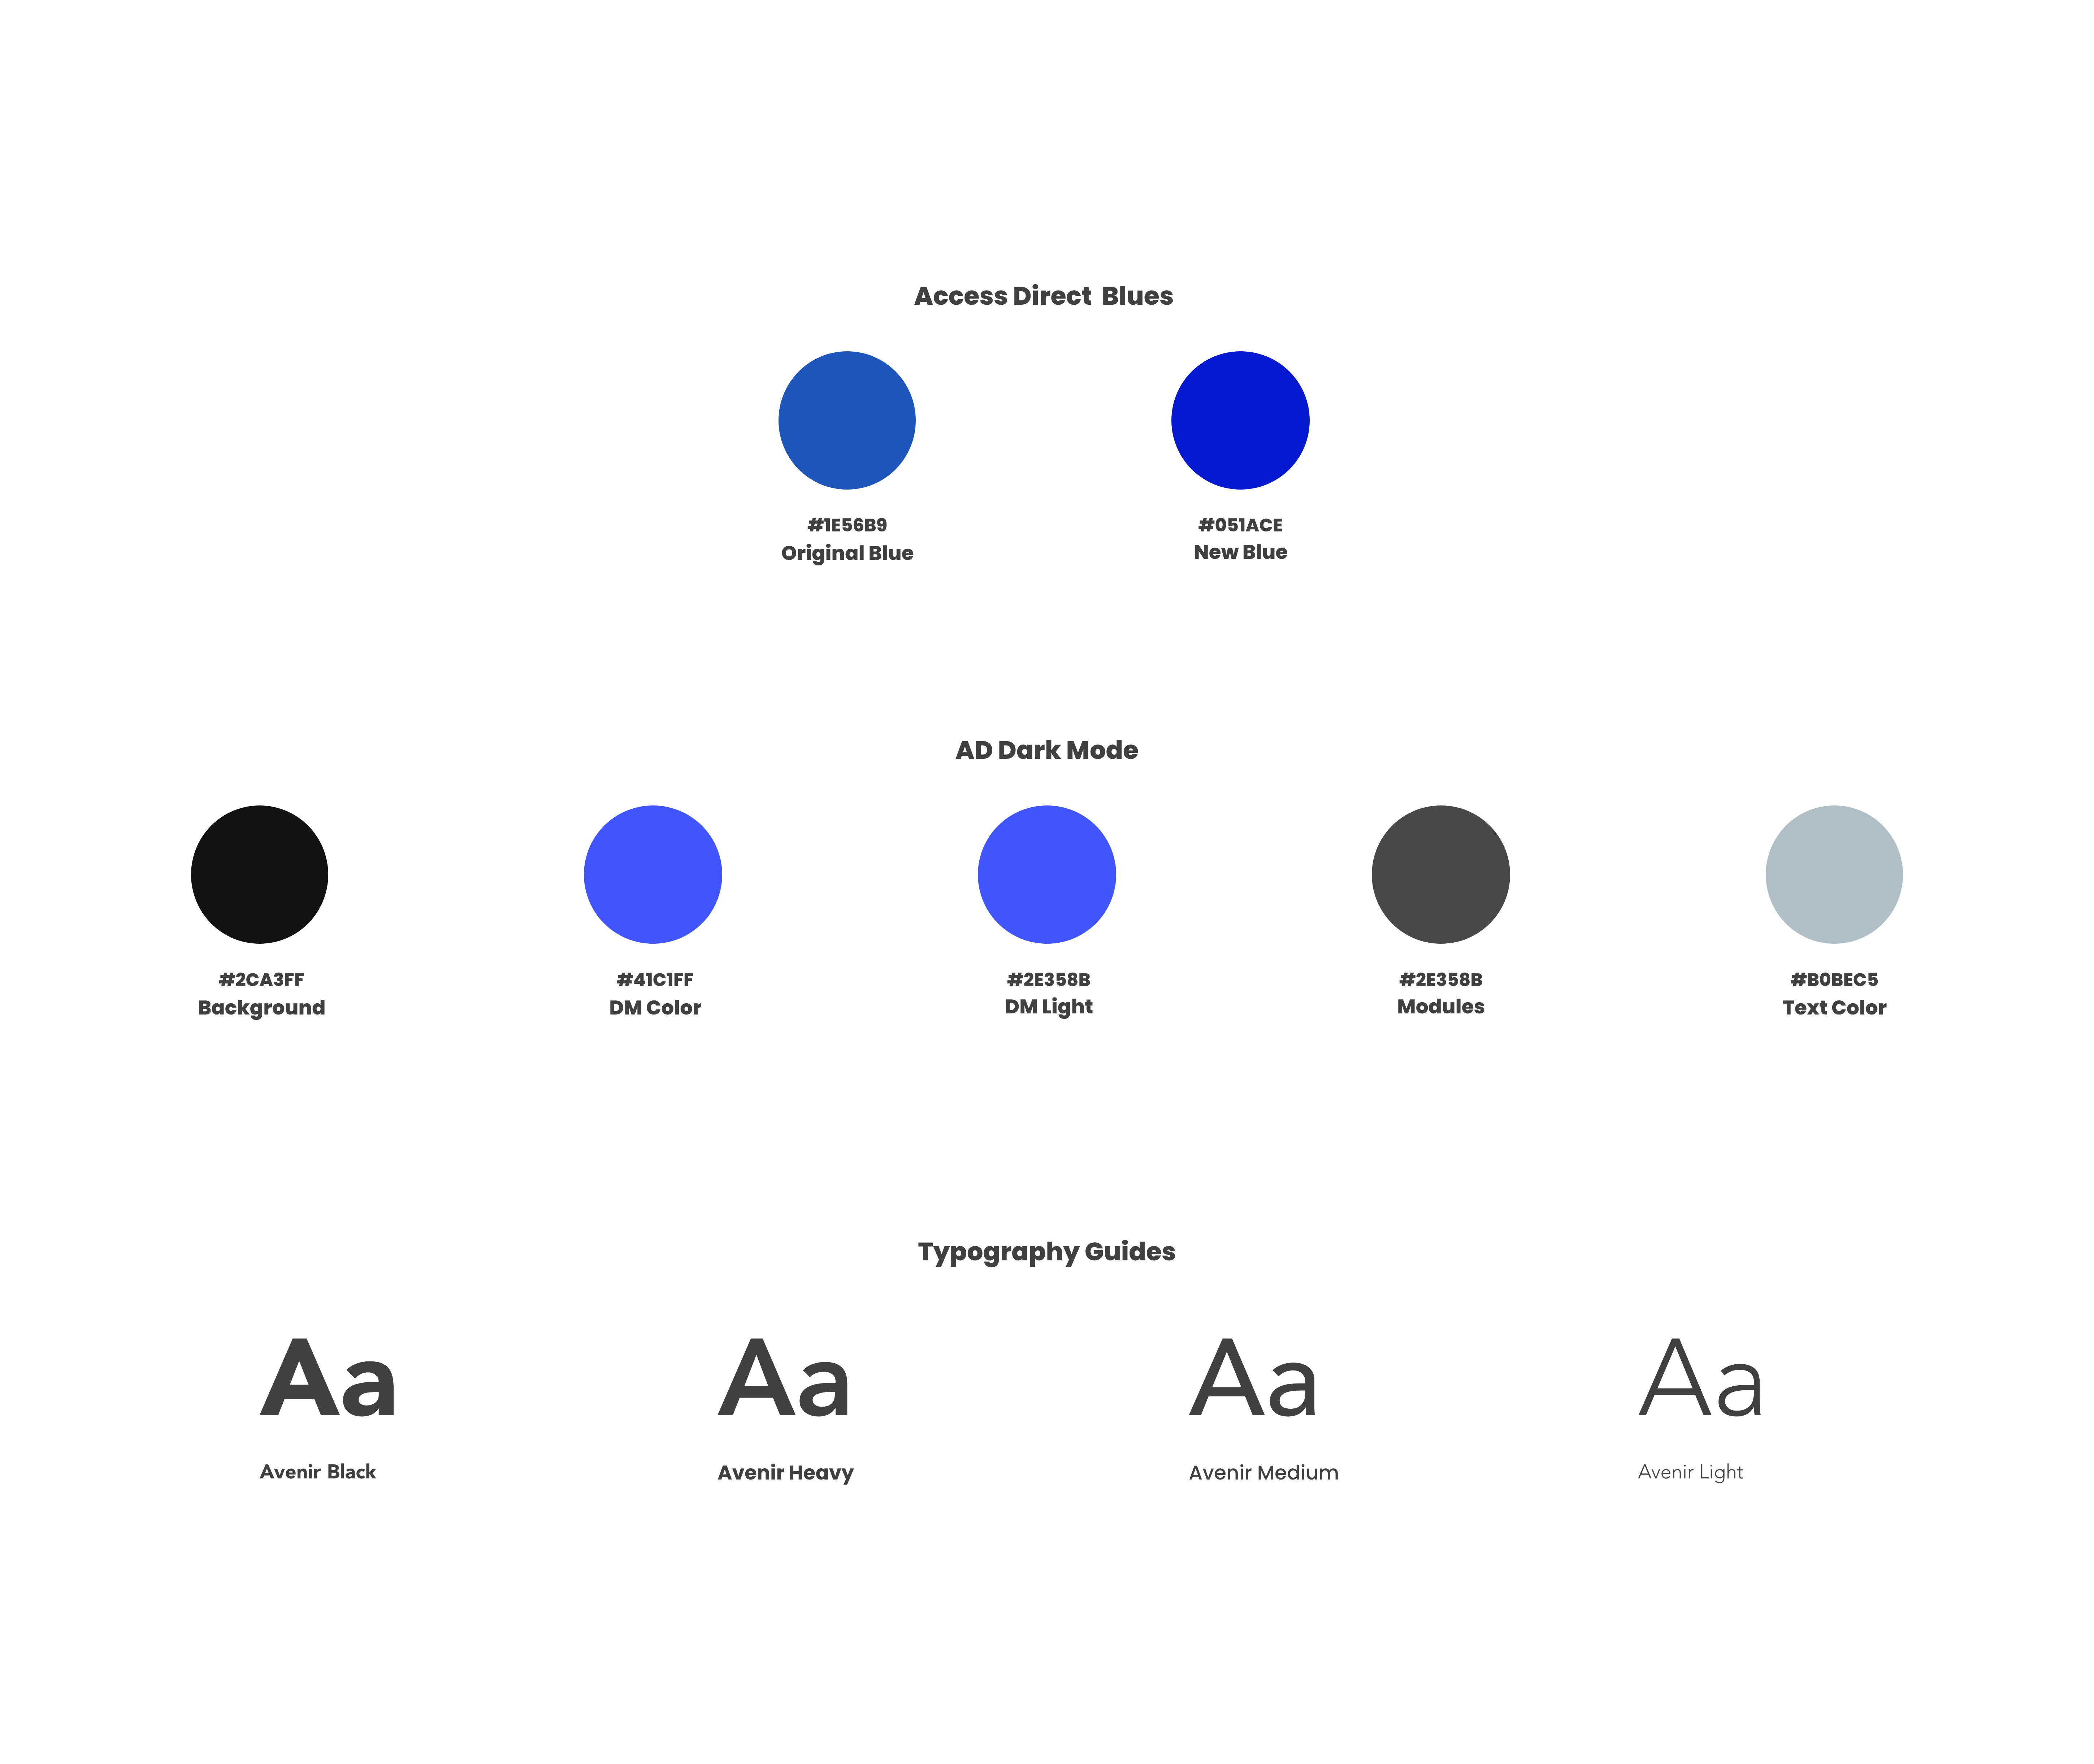 Access Direct Blues
#1E56B9
Original Blue
#051ACE
New Blue
AD Dark Mode
#2CA3FF
Background
#41C1FF
DM Color
#2E358B
DM Light
#2E358B
Modules
#B0BEC5
Text Color
Typography Guides
Aa
Avenir Black
Aa
Avenir Heavy
Aa
Avenir Medium
Aa
Avenir Light